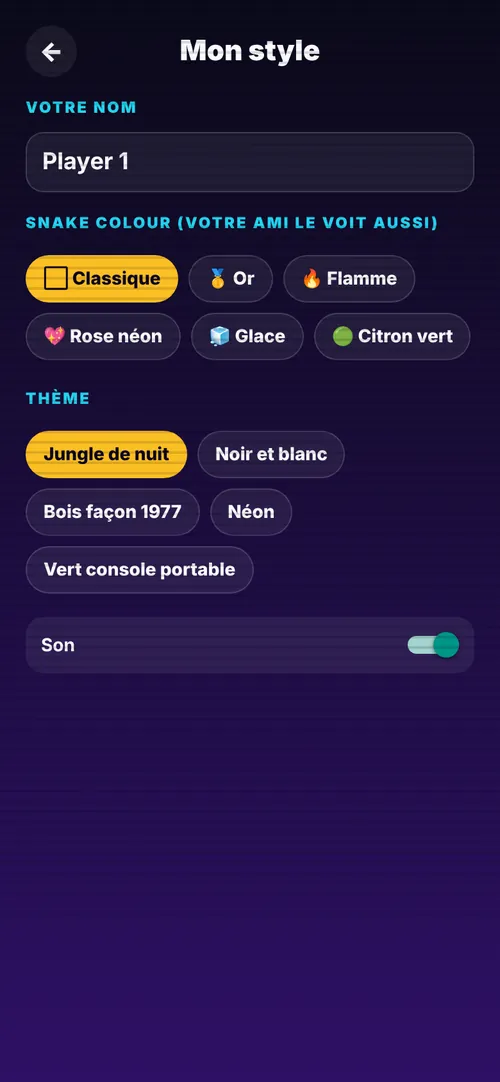 Mon style
VOTRE NOM
Player 1
SNAKE COLOUR (VOTRE AMI LE VOIT AUSSI)
Classique
🥇 Or
🔥 Flamme
💖 Rose néon
🧊 Glace
🟢 Citron vert
THÈME
Jungle de nuit
Noir et blanc
Bois façon 1977
Néon
Vert console portable
Son